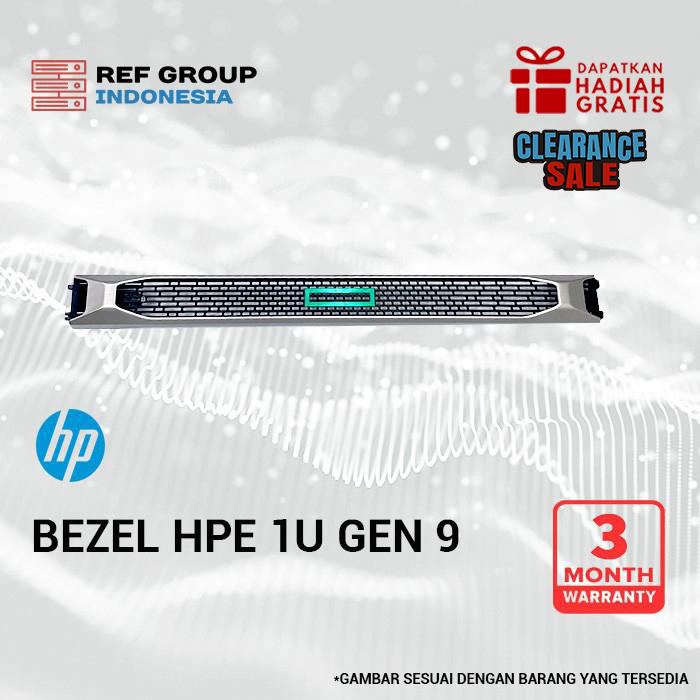 REF GROUP
INDONESIA
DAPATKAN
HADIAH
GRATIS
CLEARANCE
SALE
hp
BEZEL HPE 1U GEN 9
3
MONTH
WARRANTY
*GAMBAR SESUAI DENGAN BARANG YANG TERSEDIA